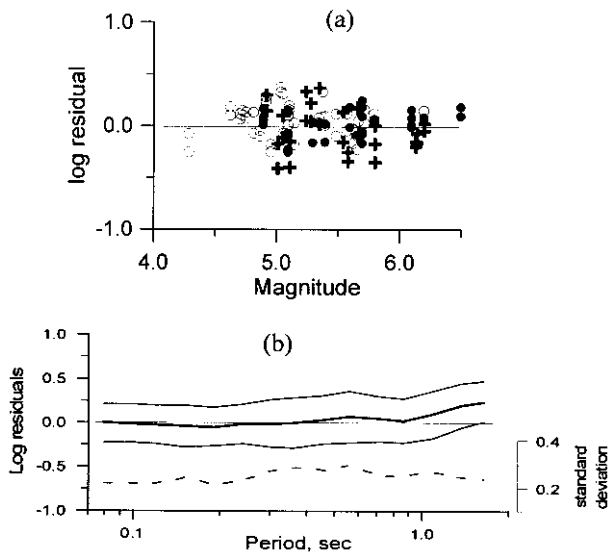 (a)
1.0
0.0
-1.0
log residual
4.0 5.0 6.0
Magnitude
(b)
1.0
0.5
0.0
-0.5
-1.0
Log residuals
0.4
0.2
standard
deviation
0.1 1.0
Period, sec